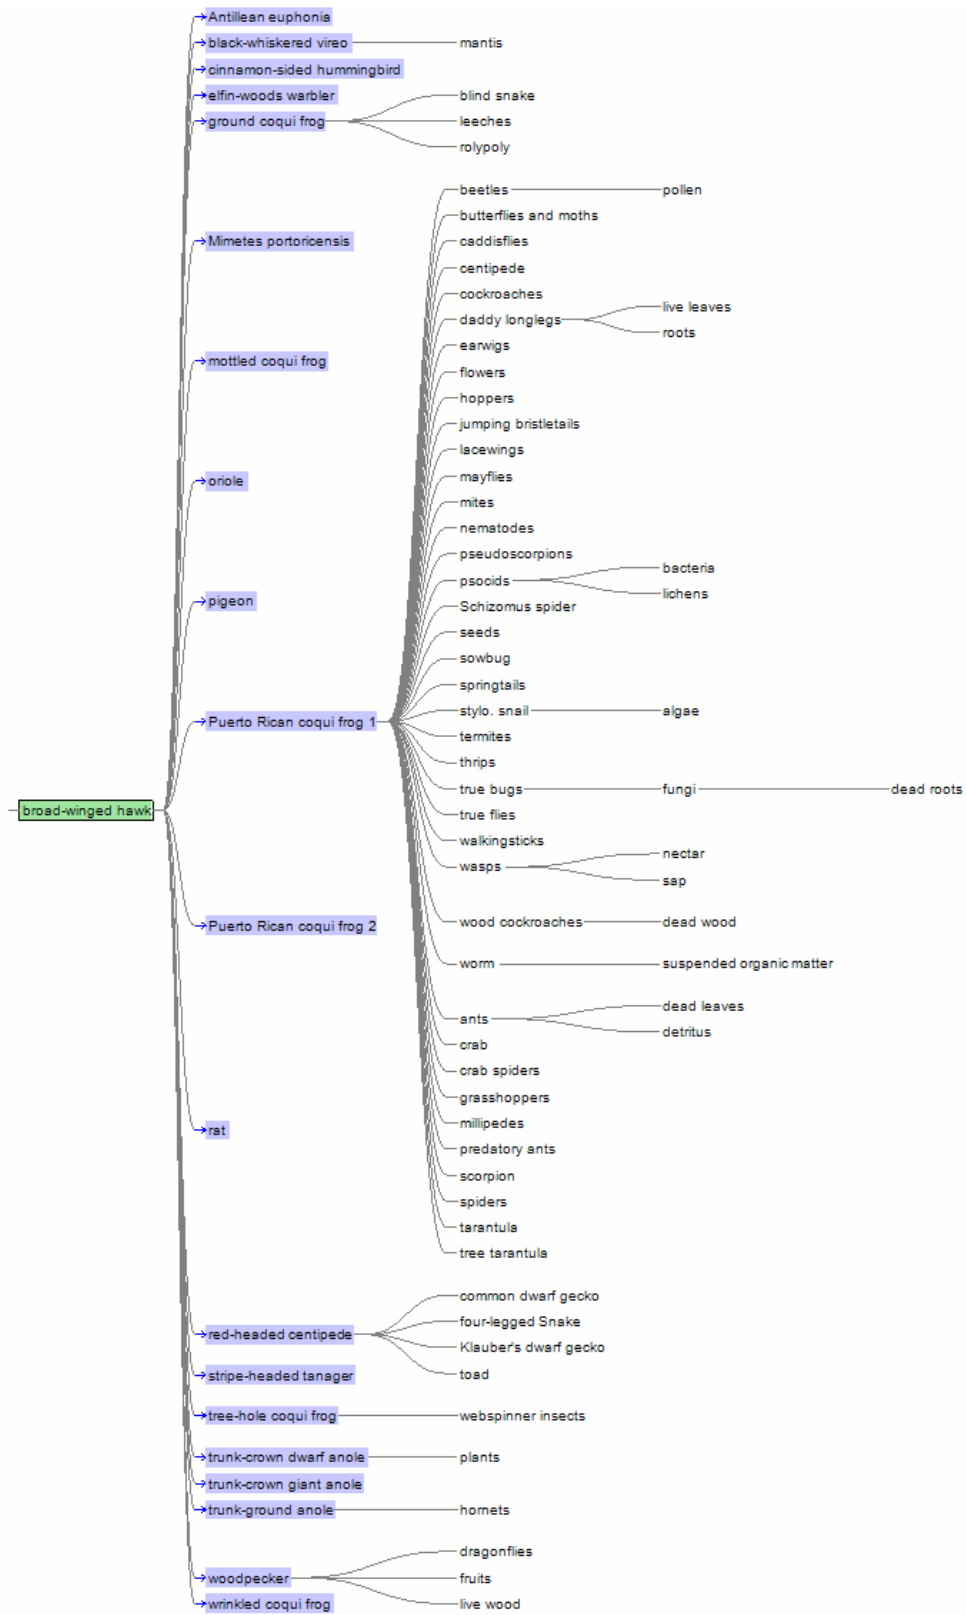 Antillean euphonia
black-whiskered vireo
mantis
cinnamon-sided hummingbird
elfin-woods warbler
blind snake
ground coqui frog
leeches
rolypoly
beetles
pollen
butterflies and moths
Mimetes portoricensis
caddisflies
centipede
cockroaches
live leaves
daddy longlegs
roots
earwigs
mottled coqui frog
flowers
hoppers
jumping bristletails
lacewings
oriole
mayflies
mites
nematodes
pseudoscorpions
bacteria
psocids
lichens
pigeon
Schizomus spider
seeds
sowbug
springtails
stylo. snail
algae
Puerto Rican coqui frog 1
termites
thrips
true bugs
fungi
dead roots
broad-winged hawk
true flies
walkingsticks
nectar
wasps
sap
wood cockroaches
dead wood
Puerto Rican coqui frog 2
worm
suspended organic matter
dead leaves
ants
detritus
crab
crab spiders
grasshoppers
millipedes
rat
predatory ants
scorpion
spiders
tarantula
tree tarantula
common dwarf gecko
four-legged Snake
red-headed centipede
Klauber's dwarf gecko
stripe-headed tanager
toad
tree-hole coqui frog
webspinner insects
trunk-crown dwarf anole
plants
trunk-crown giant anole
trunk-ground anole
hornets
dragonflies
woodpecker
fruits
wrinkled coqui frog
live wood